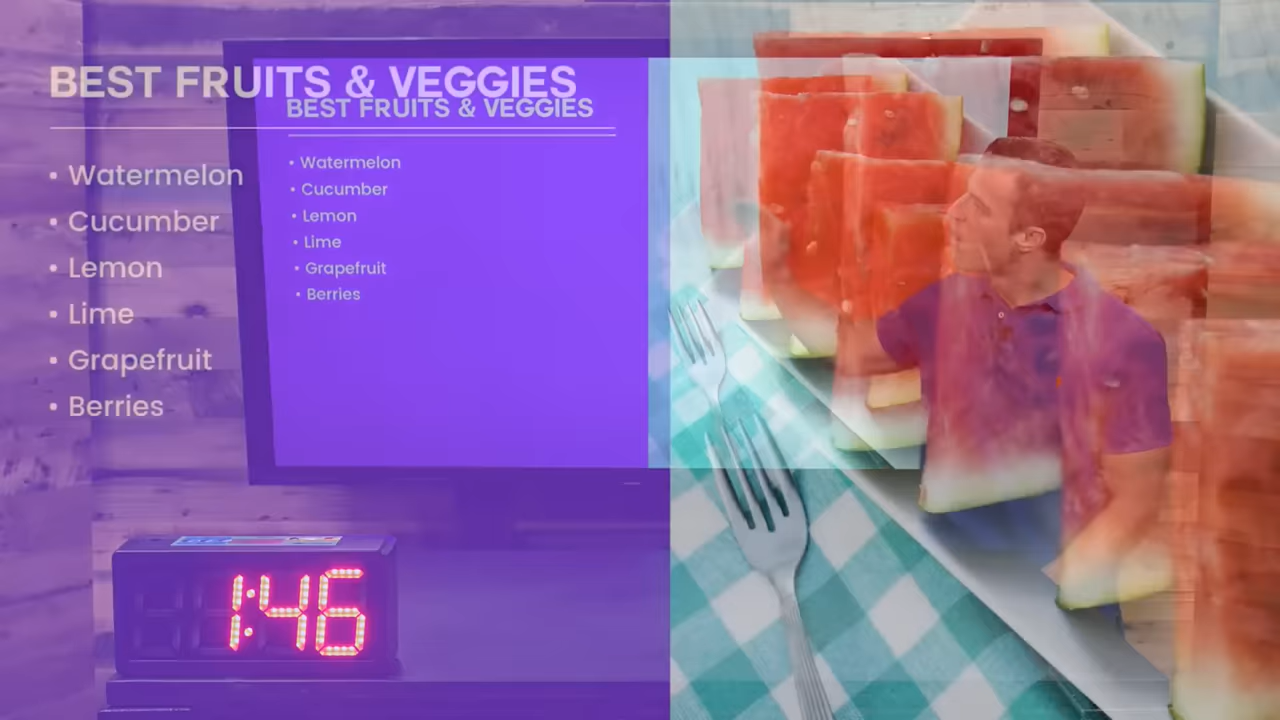 BEST FRUITS & VEGGIES
• Watermelon
• Cucumber
• Lemon
• Lime
• Grapefruit
• Berries
BEST FRUITS & VEGGIES
• Watermelon
• Cucumber
• Lemon
• Lime
• Grapefruit
• Berries
1:46